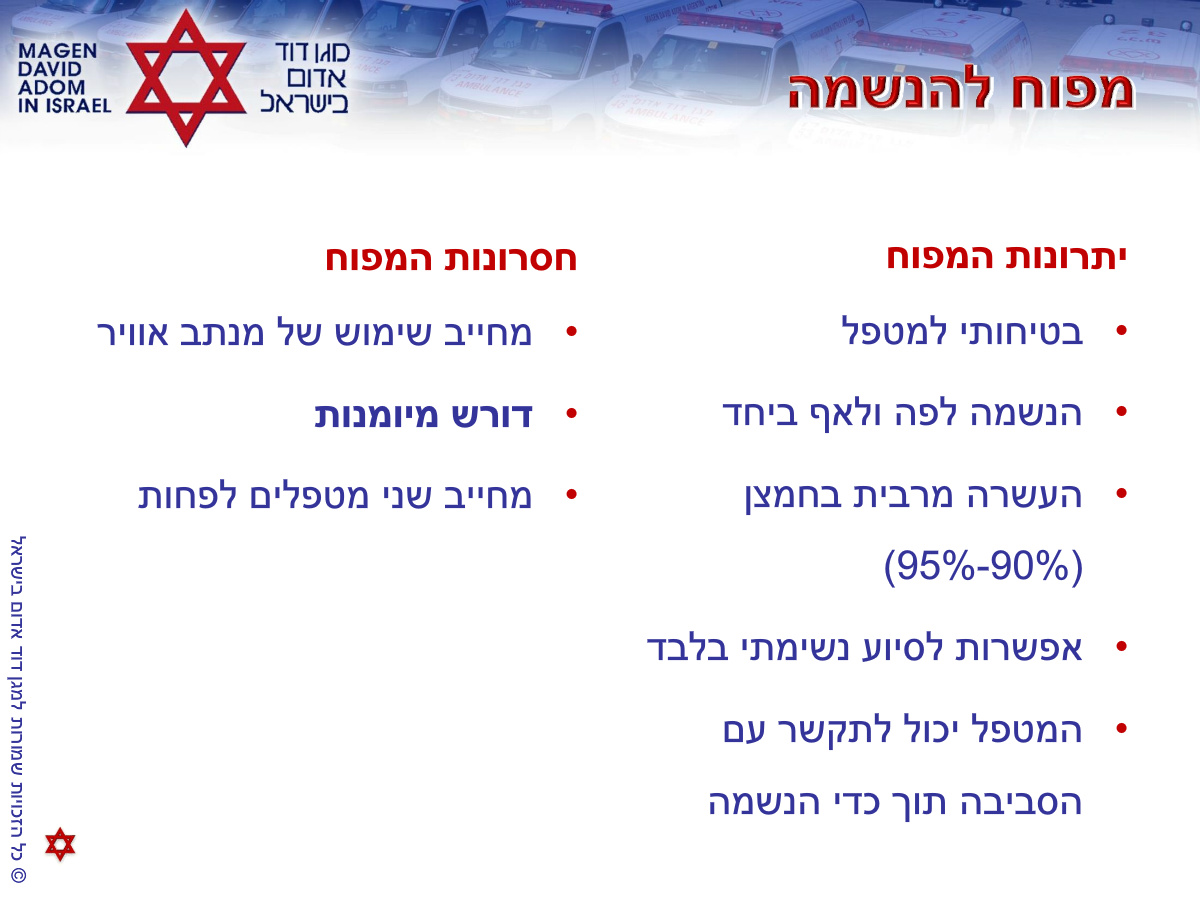 MAGEN
DAVID
ADOM
IN ISRAEL
מגן דוד
אדום
בישראל
מפוח להנשמה
יתרונות המפוח
• בטיחותי למטפל
• הנשמה לפה ולאף ביחד
• העשרה מרבית בחמצן
(95%-90%)
• אפשרות לסיוע נשימתי בלבד
• המטפל יכול לתקשר עם
הסביבה תוך כדי הנשמה
חסרונות המפוח
• מחייב שימוש של מנתב אוויר
• דורש מיומנות
• מחייב שני מטפלים לפחות
© כל הזכויות שמורות למגן דוד אדום בישראל